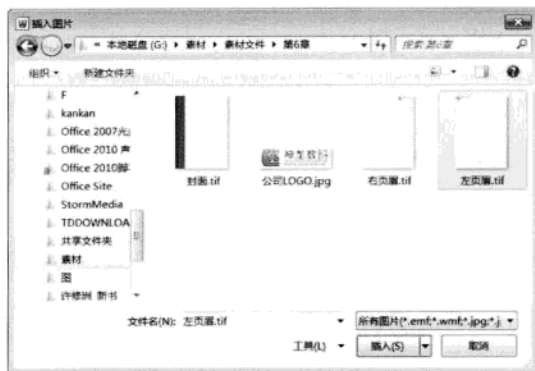 插入图片
本地磁盘 (G:) ▸ 素材 ▸ 素材文件 ▸ 第6章
搜索 第6章
组织
新建文件夹
F
kankan
Office 2007光
Office 2010 声
Office 2010脚
Office Site
StormMedia
TDDOWNLOA
共享文件夹
素材
图
许修洲 新书
封面.tif
公司LOGO.jpg
右页眉.tif
左页眉.tif
文件名(N): 左页眉.tif
所有图片(*.emf;*.wmf;*.jpg;*.j
工具(L)
插入(S)
取消